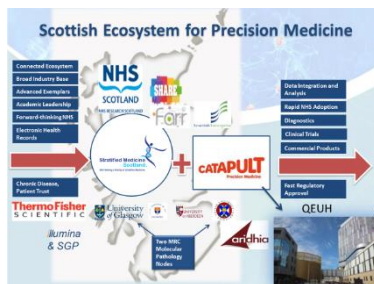 Scottish Ecosystem for Precision Medicine
Connected Ecosystem
Broad Industry Base
Advanced Exemplars
Academic Leadership
Forward-thinking NHS
Electronic Health
Records
NHS
SCOTLAND
NHS RESEARCH SCOTLAND
SHARE
Farr
Data Integration and
Analysis
Rapid NHS Adoption
Diagnostics
Clinical Trials
Commercial Products
Stratified Medicine
Scotland
+
CATAPULT
Precision Medicine
Chronic Disease,
Patient Trust
Fast Regulatory
Approval
ThermoFisher
SCIENTIFIC
University
of Glasgow
QEUH
illumina
& SGP
Two MRC
Molecular
Pathology
Nodes
aridhia